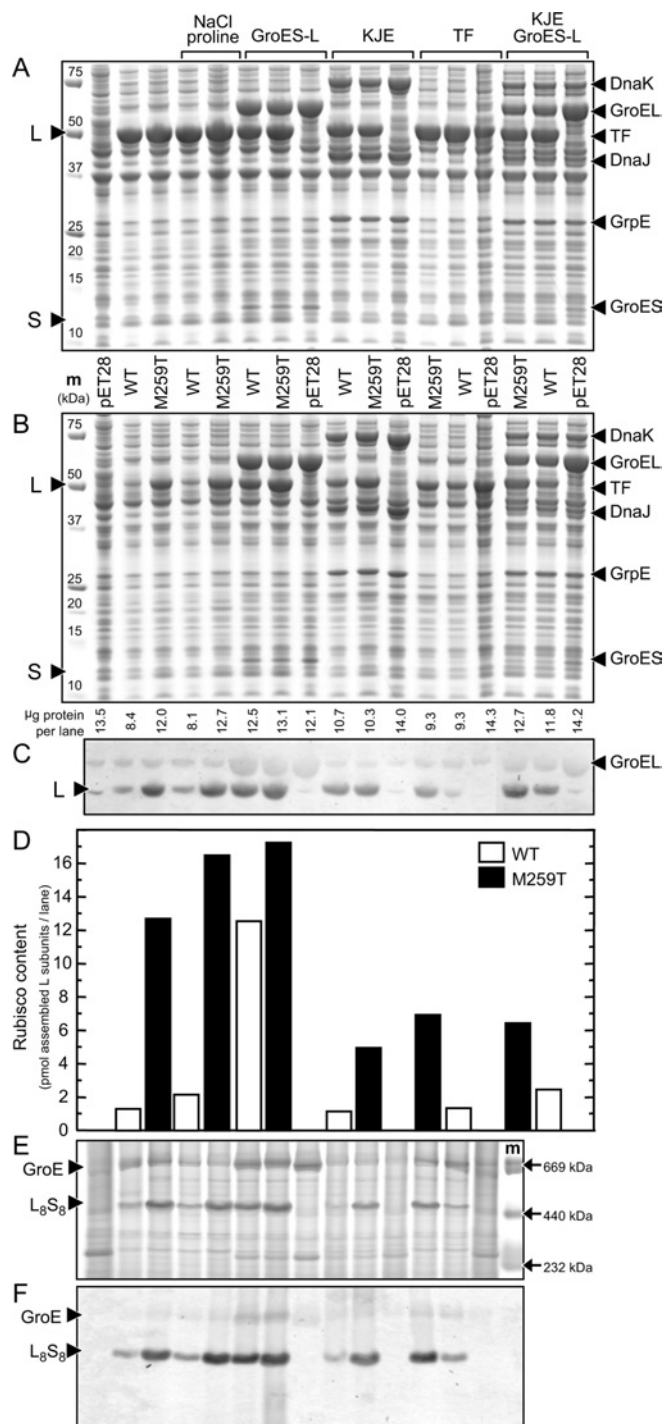 NaCl proline GroES-L KJE TF KJE GroES-L
A
75
50
37
25
20
15
10
L
S
DnaK
GroEL
TF
DnaJ
GrpE
GroES
m (kDa) pET28 WT M259T WT M259T WT M259T pET28 WT M259T pET28 M259T WT pET28 M259T WT pET28
B
75
50
37
25
20
15
10
L
S
DnaK
GroEL
TF
DnaJ
GrpE
GroES
µg protein per lane 13.5 8.4 12.0 8.1 12.7 12.5 13.1 12.1 10.7 10.3 14.0 9.3 9.3 14.3 12.7 11.8 14.2
C
L
GroEL
D
WT
M259T
Rubisco content
(pmol assembled L subunits / lane)
16
14
12
10
8
6
4
2
0
E
GroE
L₈S₈
m
669 kDa
440 kDa
232 kDa
F
GroE
L₈S₈